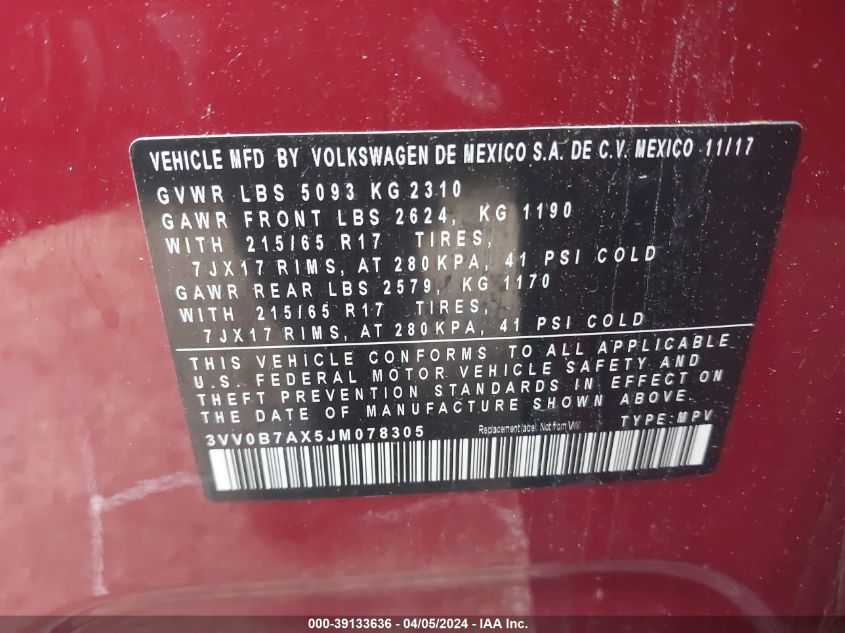 VEHICLE MFD BY VOLKSWAGEN DE MEXICO S.A. DE C.V. MEXICO 11/17
GVWR LBS 5093 KG 2310
GAWR FRONT LBS 2624, KG 1190
WITH 215/65 R17 TIRES,
7JX17 RIMS, AT 280KPA, 41 PSI COLD
GAWR REAR LBS 2579, KG 1170
WITH 215/65 R17 TIRES,
7JX17 RIMS, AT 280KPA, 41 PSI COLD
THIS VEHICLE CONFORMS TO ALL APPLICABLE
U.S. FEDERAL MOTOR VEHICLE SAFETY AND
THEFT PREVENTION STANDARDS IN EFFECT ON
THE DATE OF MANUFACTURE SHOWN ABOVE.
3VV0B7AX5JM078305 Replacement label. Not VW. TYPE: MPV
000-39133636 - 04/05/2024 - IAA Inc.